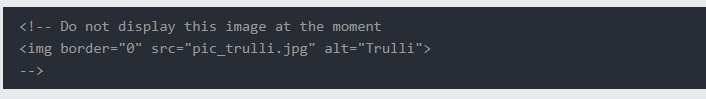 <!-- Do not display this image at the moment
<img border="0" src="pic_trulli.jpg" alt="Trulli">
-->